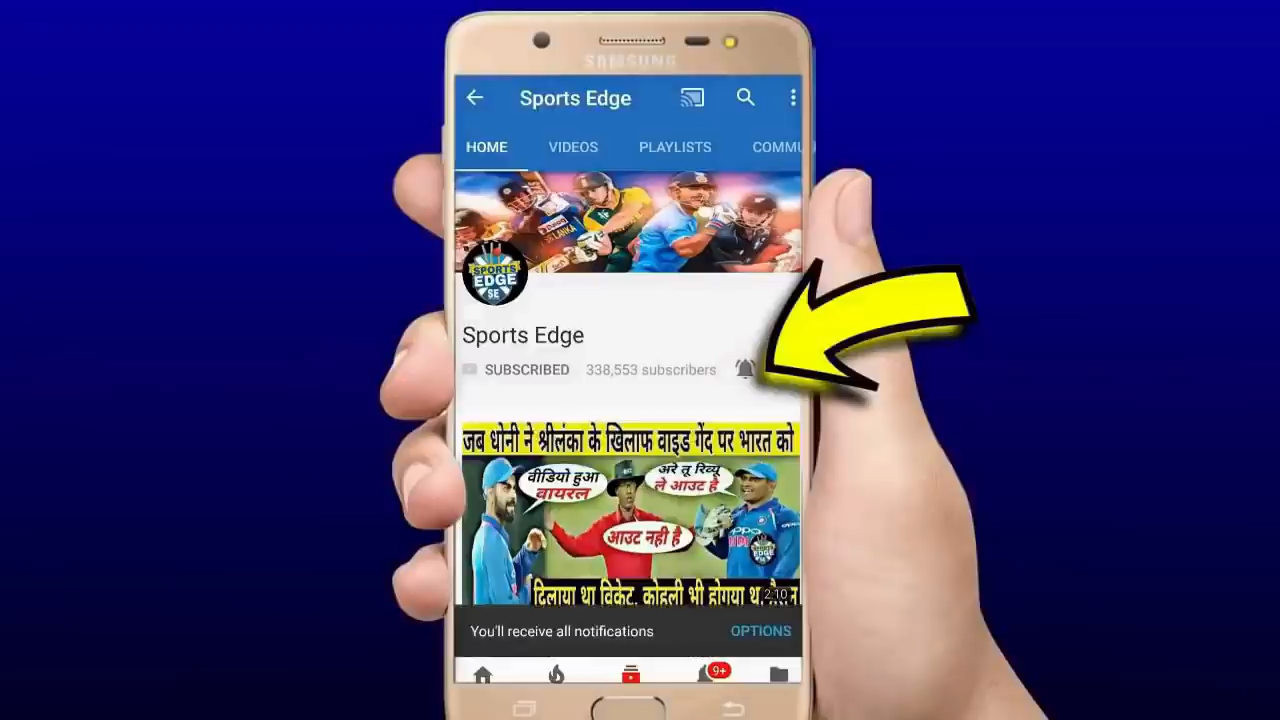 SAMSUNG
Sports Edge
HOME VIDEOS PLAYLISTS COMMU
LANKA
SPORTS
EDGE
SE
Sports Edge
SUBSCRIBED 338,553 subscribers
जब धोनी ने श्रीलंका के खिलाफ वाइड गेंद पर भारत को
वीडियो हुआ
वायरल
अरे तू रिव्यू
ले आउट है
आउट नही है
oppo
SPORTS
EDGE
दिलाया था विकेट, कोहली भी होगया
2:10
You'll receive all notifications OPTIONS
9+